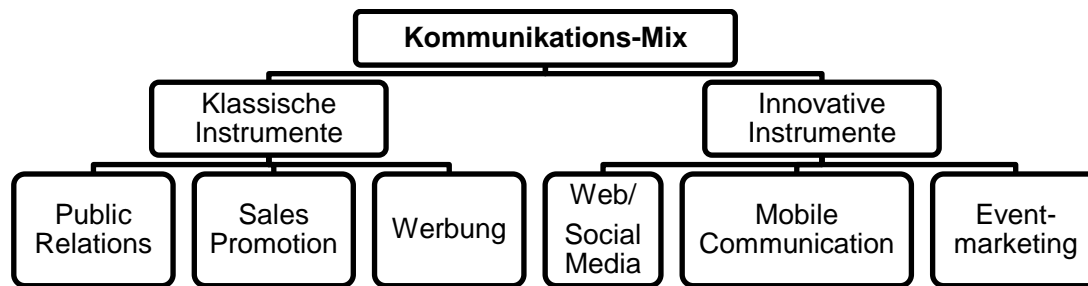 Kommunikations-Mix
Klassische
Instrumente
Innovative
Instrumente
Public
Relations
Sales
Promotion
Werbung
Web/
Social
Media
Mobile
Communication
Event-
marketing